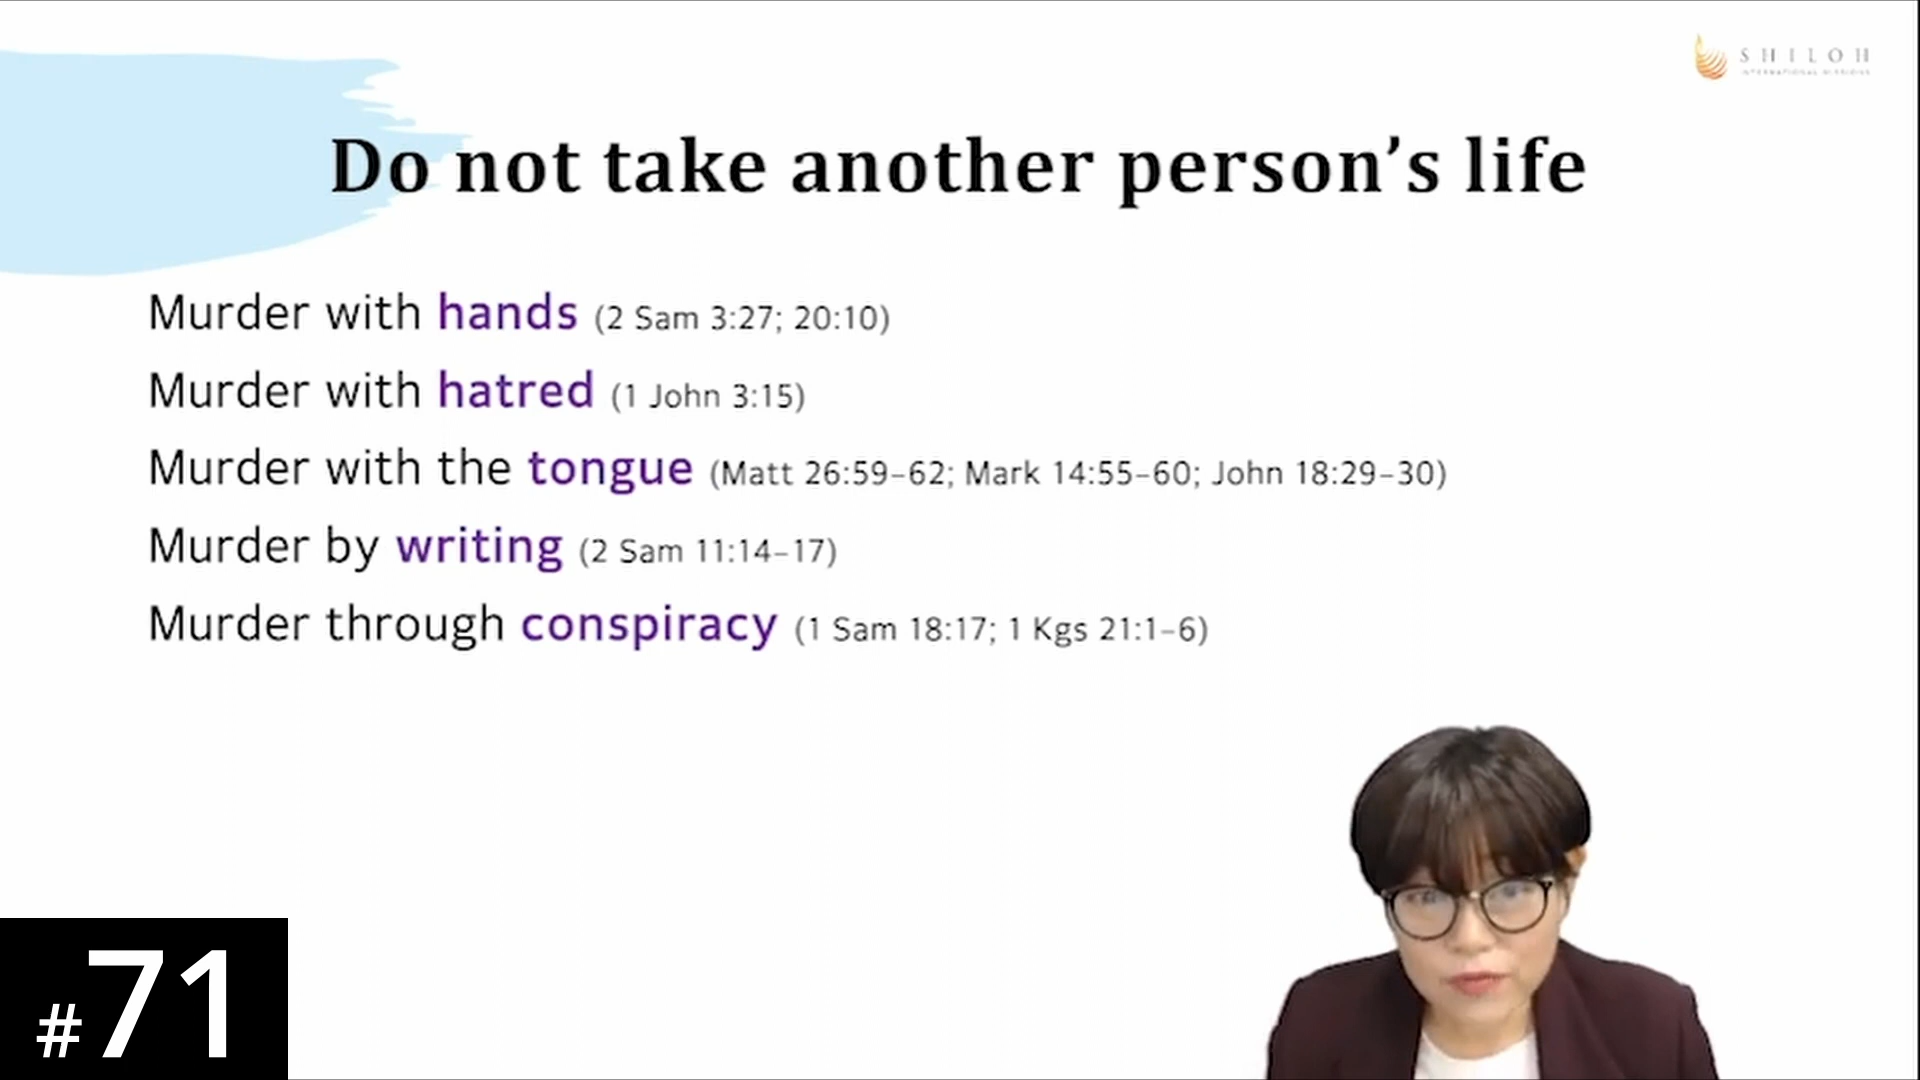 SHILOH
INTERNATIONAL MISSIONS
Do not take another person’s life
Murder with hands (2 Sam 3:27; 20:10)
Murder with hatred (1 John 3:15)
Murder with the tongue (Matt 26:59–62; Mark 14:55–60; John 18:29–30)
Murder by writing (2 Sam 11:14–17)
Murder through conspiracy (1 Sam 18:17; 1 Kgs 21:1–6)
#71